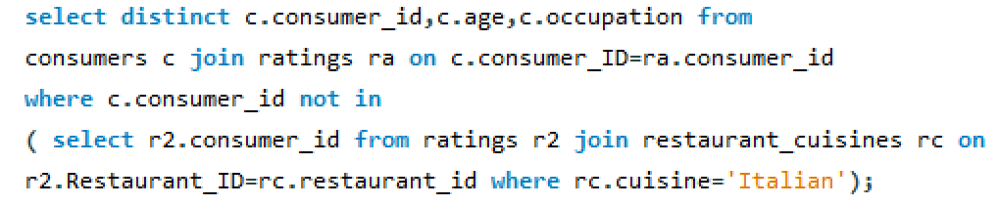 select distinct c.consumer_id,c.age,c.occupation from
consumers c join ratings ra on c.consumer_ID=ra.consumer_id
where c.consumer_id not in
( select r2.consumer_id from ratings r2 join restaurant_cuisines rc on
r2.Restaurant_ID=rc.restaurant_id where rc.cuisine='Italian');